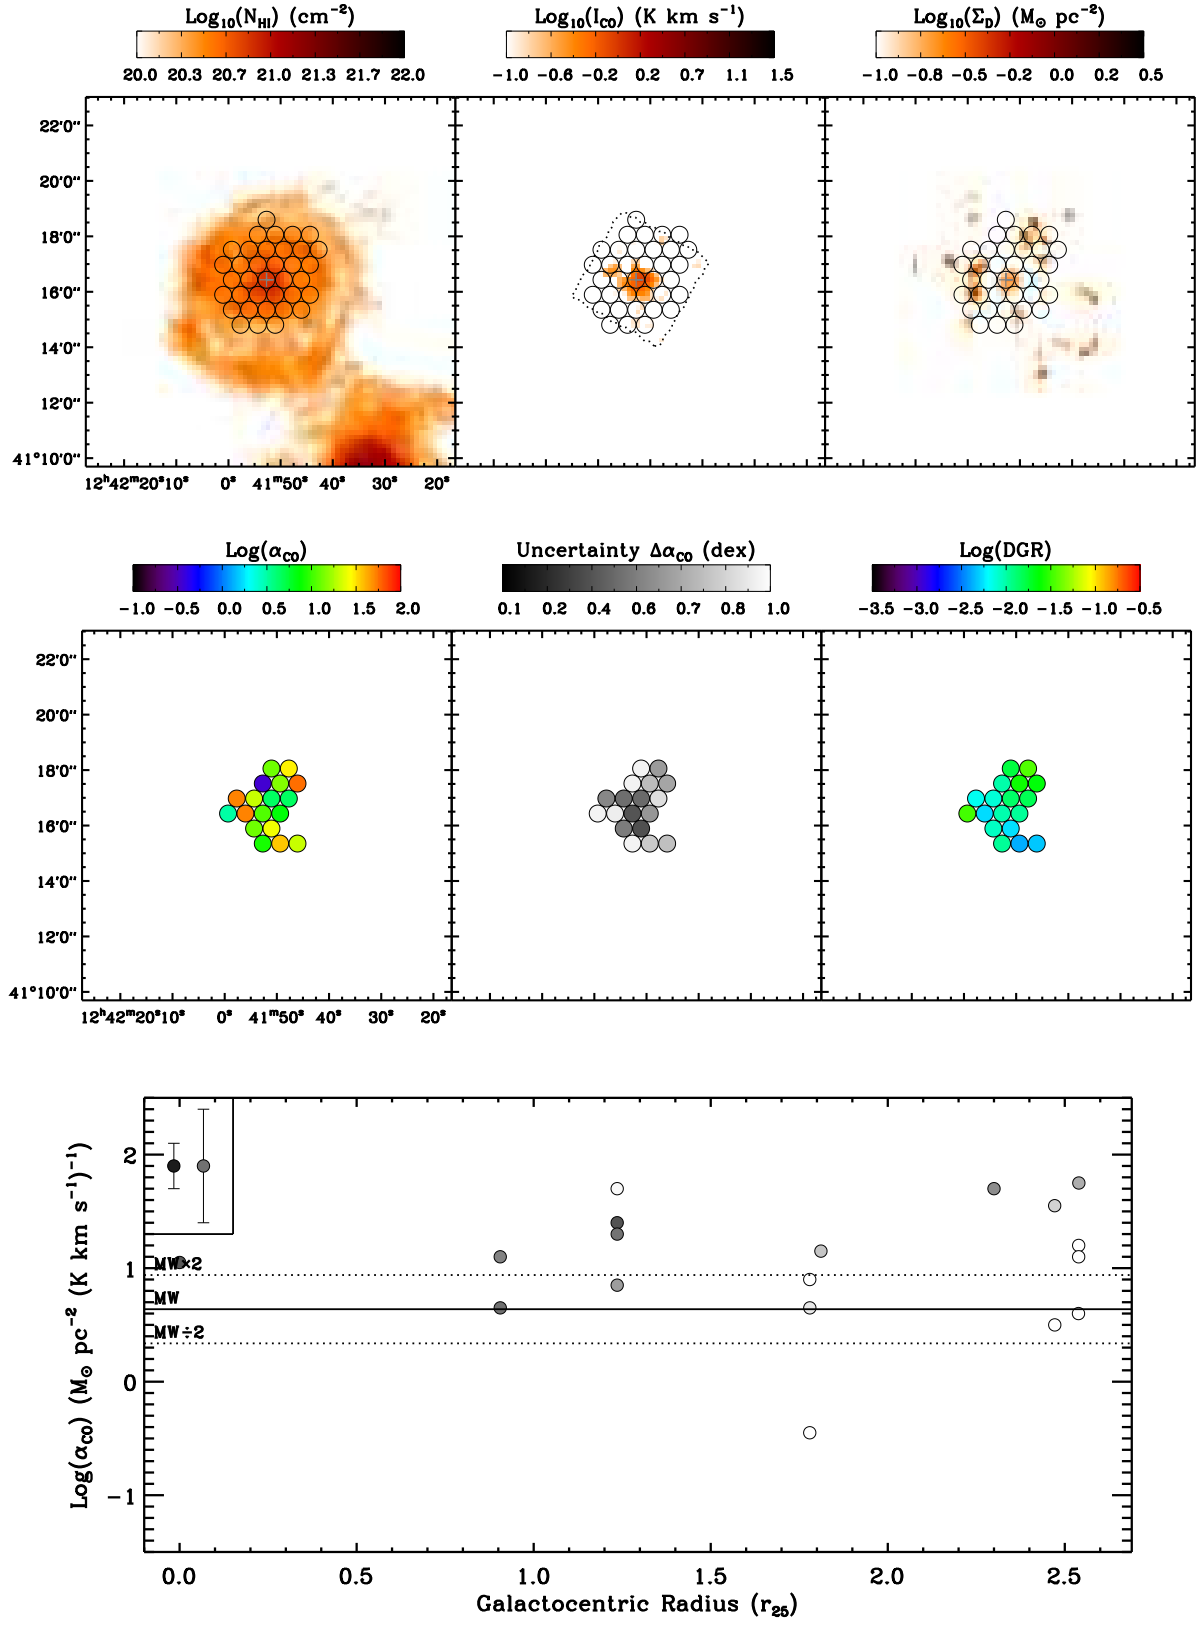 Log₁₀(N_HI) (cm⁻²) Log₁₀(I_CO) (K km s⁻¹) Log₁₀(Σ_D) (M⊙ pc⁻²)
20.0 20.3 20.7 21.0 21.3 21.7 22.0 −1.0 −0.6 −0.2 0.2 0.7 1.1 1.5 −1.0 −0.8 −0.5 −0.2 0.0 0.2 0.5
22'0"
20'0"
18'0"
16'0"
14'0"
12'0"
41°10'0"
12ʰ42ᵐ20ˢ10ˢ 0ˢ 41ᵐ50ˢ 40ˢ 30ˢ 20ˢ
Log(α_CO) Uncertainty Δα_CO (dex) Log(DGR)
−1.0 −0.5 0.0 0.5 1.0 1.5 2.0 0.1 0.2 0.4 0.6 0.7 0.8 1.0 −3.5 −3.0 −2.5 −2.0 −1.5 −1.0 −0.5
22'0"
20'0"
18'0"
16'0"
14'0"
12'0"
41°10'0"
12ʰ42ᵐ20ˢ10ˢ 0ˢ 41ᵐ50ˢ 40ˢ 30ˢ 20ˢ
Log(α_CO) (M⊙ pc⁻² (K km s⁻¹)⁻¹)
2
1
0
−1
MW×2
MW
MW÷2
0.0 0.5 1.0 1.5 2.0 2.5
Galactocentric Radius (r₂₅)